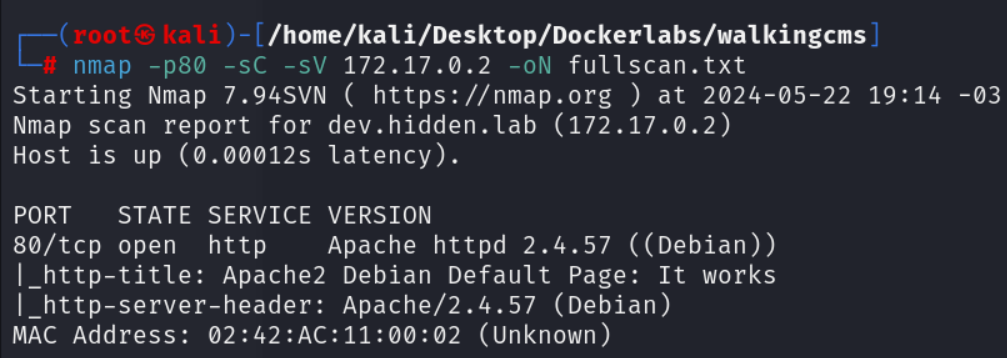 ┌──(root㉿kali)-[/home/kali/Desktop/Dockerlabs/walkingcms]
└─# nmap -p80 -sC -sV 172.17.0.2 -oN fullscan.txt
Starting Nmap 7.94SVN ( https://nmap.org ) at 2024-05-22 19:14 -03
Nmap scan report for dev.hidden.lab (172.17.0.2)
Host is up (0.00012s latency).

PORT   STATE SERVICE VERSION
80/tcp open  http    Apache httpd 2.4.57 ((Debian))
|_http-title: Apache2 Debian Default Page: It works
|_http-server-header: Apache/2.4.57 (Debian)
MAC Address: 02:42:AC:11:00:02 (Unknown)